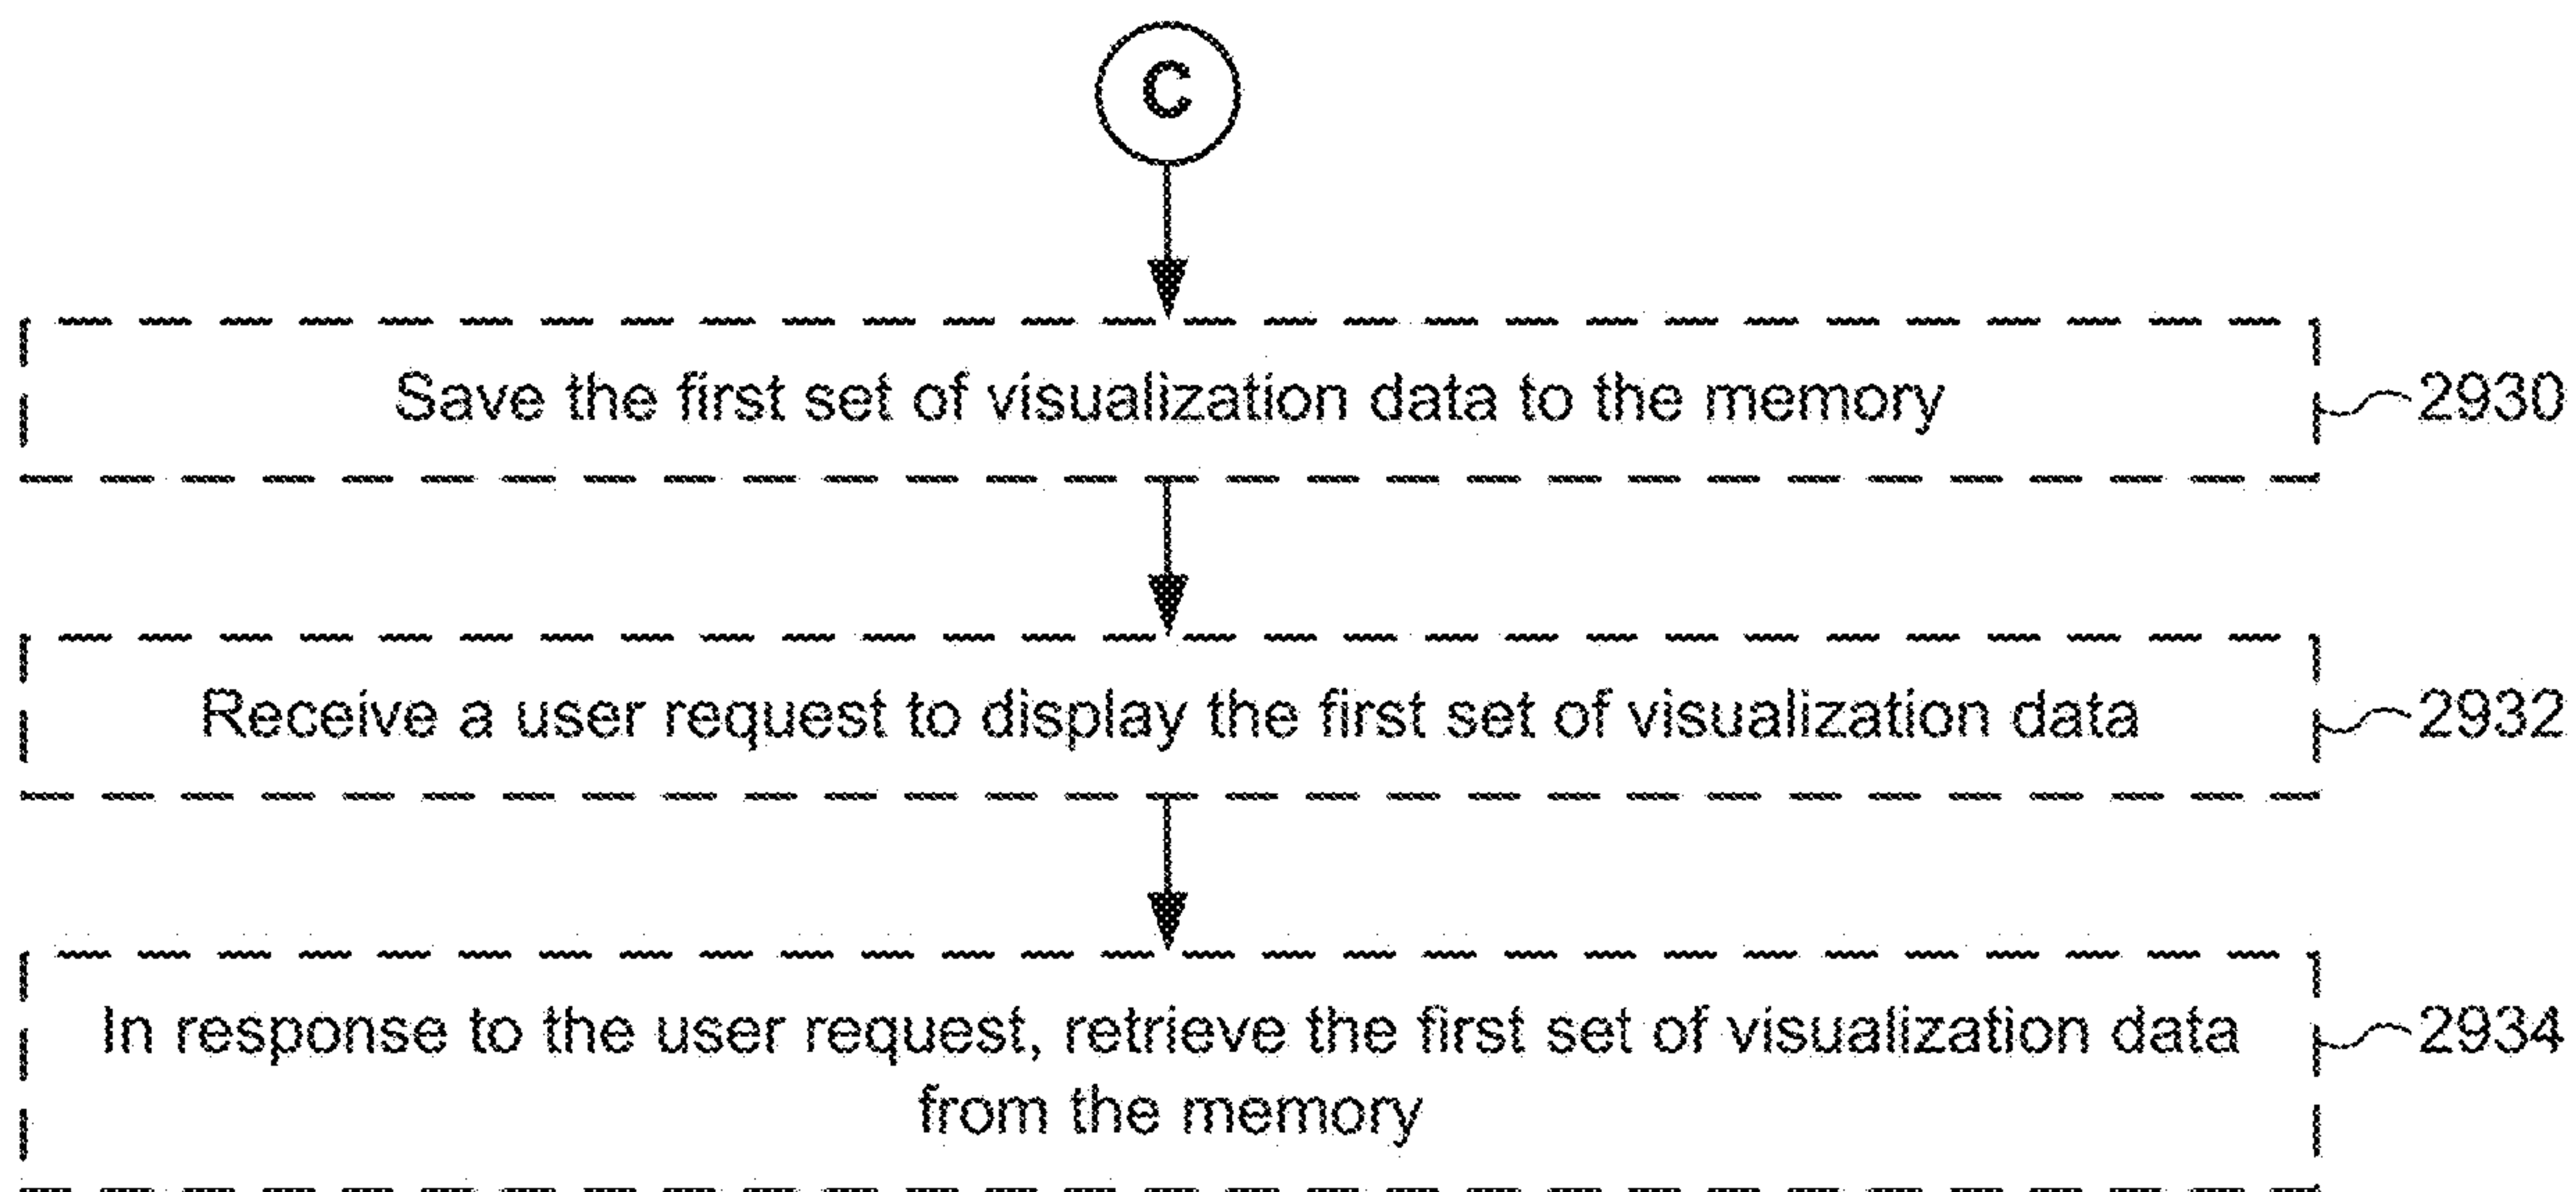 C
Save the first set of visualization data to the memory
2930
Receive a user request to display the first set of visualization data
2932
In response to the user request, retrieve the first set of visualization data
from the memory
2934